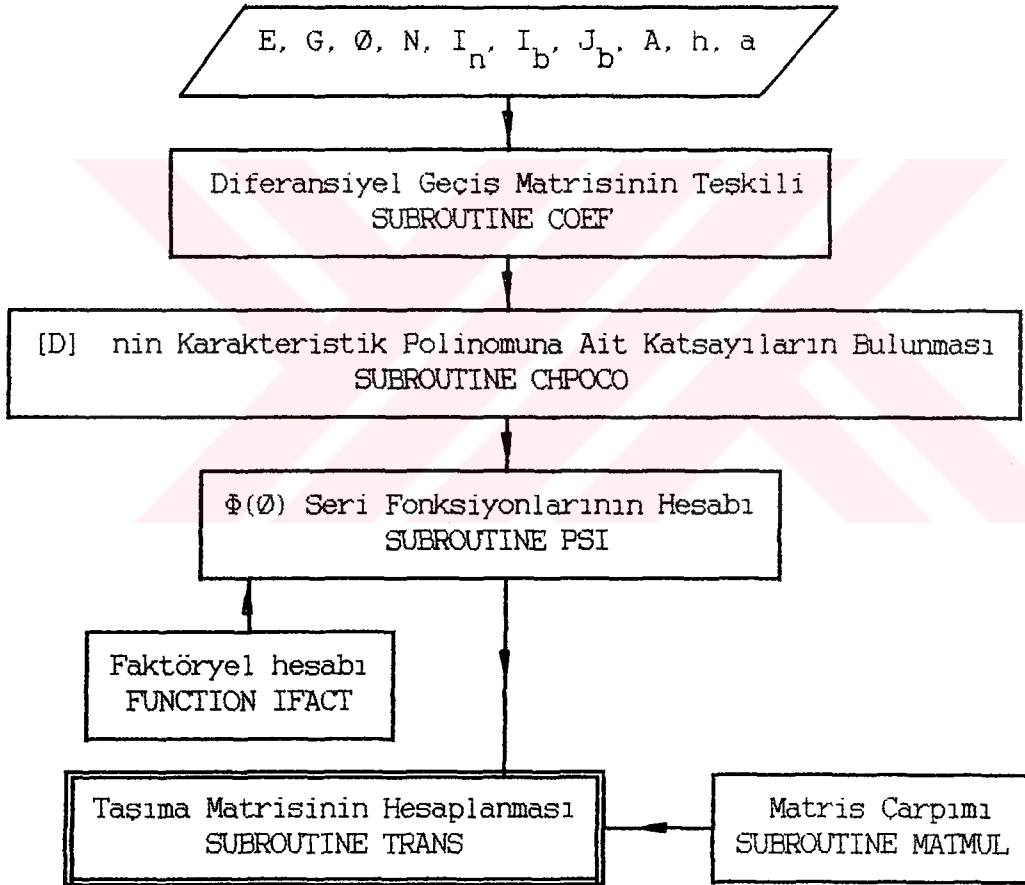 E, G, Ø, N, I_n, I_b, J_b, A, h, a
Diferansiyel Geçiş Matrisinin Teşkili
SUBROUTINE COEF
[D] nin Karakteristik Polinomuna Ait Katsayıların Bulunması
SUBROUTINE CHPOCO
Φ(Ø) Seri Fonksiyonlarının Hesabı
SUBROUTINE PSI
Faktöryel hesabı
FUNCTION IFACT
Taşıma Matrisinin Hesaplanması
SUBROUTINE TRANS
Matris Çarpımı
SUBROUTINE MATMUL